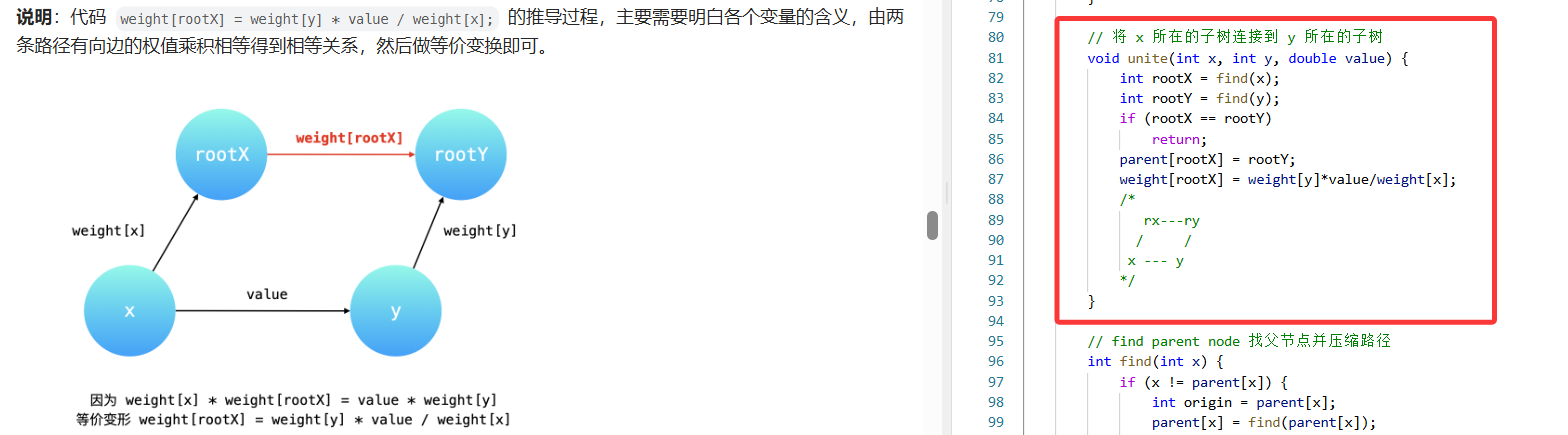 说明：代码 weight[rootX] = weight[y] * value / weight[x]; 的推导过程，主要需要明白各个变量的含义，由两
条路径有向边的权值乘积相等得到相等关系，然后做等价变换即可。
rootX
weight[rootX]
rootY
weight[x]
weight[y]
x
value
y
因为 weight[x] * weight[rootX] = value * weight[y]
等价变形 weight[rootX] = weight[y] * value / weight[x]
79
80 // 将 x 所在的子树连接到 y 所在的子树
81 void unite(int x, int y, double value) {
82 int rootX = find(x);
83 int rootY = find(y);
84 if (rootX == rootY)
85 return;
86 parent[rootX] = rootY;
87 weight[rootX] = weight[y]*value/weight[x];
88 /*
89 rx---ry
90 / /
91 x --- y
92 */
93 }
94
95 // find parent node 找父节点并压缩路径
96 int find(int x) {
97 if (x != parent[x]) {
98 int origin = parent[x];
99 parent[x] = find(parent[x]);